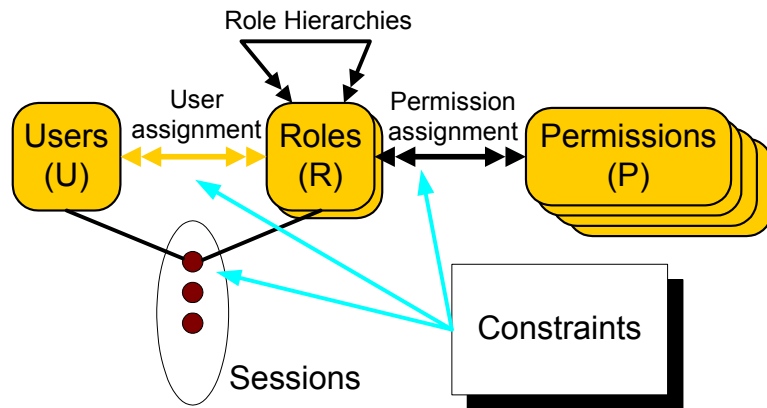 Role Hierarchies
User
assignment
Permission
assignment
Users
(U)
Roles
(R)
Permissions
(P)
Constraints
Sessions